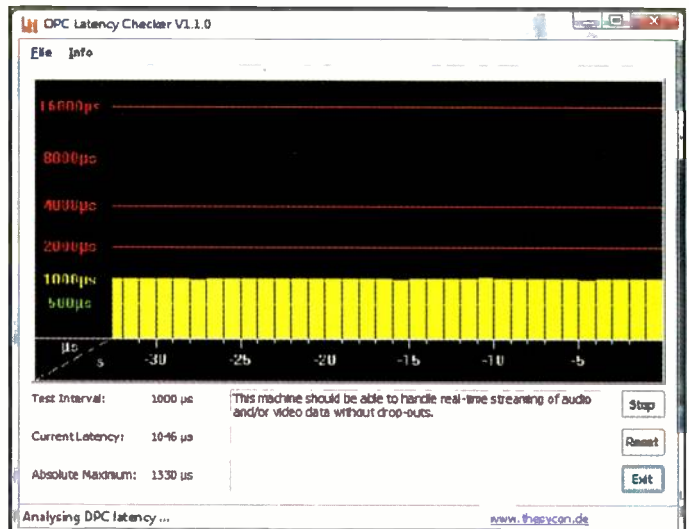 DPC Latency Checker V1.1.0
File Info
16000µs
8000µs
4000µs
2000µs
1000µs
500µs
µs
s
-30 -25 -20 -15 -10 -5
Test Interval: 1000 µs
This machine should be able to handle real-time streaming of audio
and/or video data without drop-outs.
Stop
Current Latency: 1046 µs
Reset
Absolute Maximum: 1330 µs
Exit
Analysing DPC latency ...
www.thesycon.de